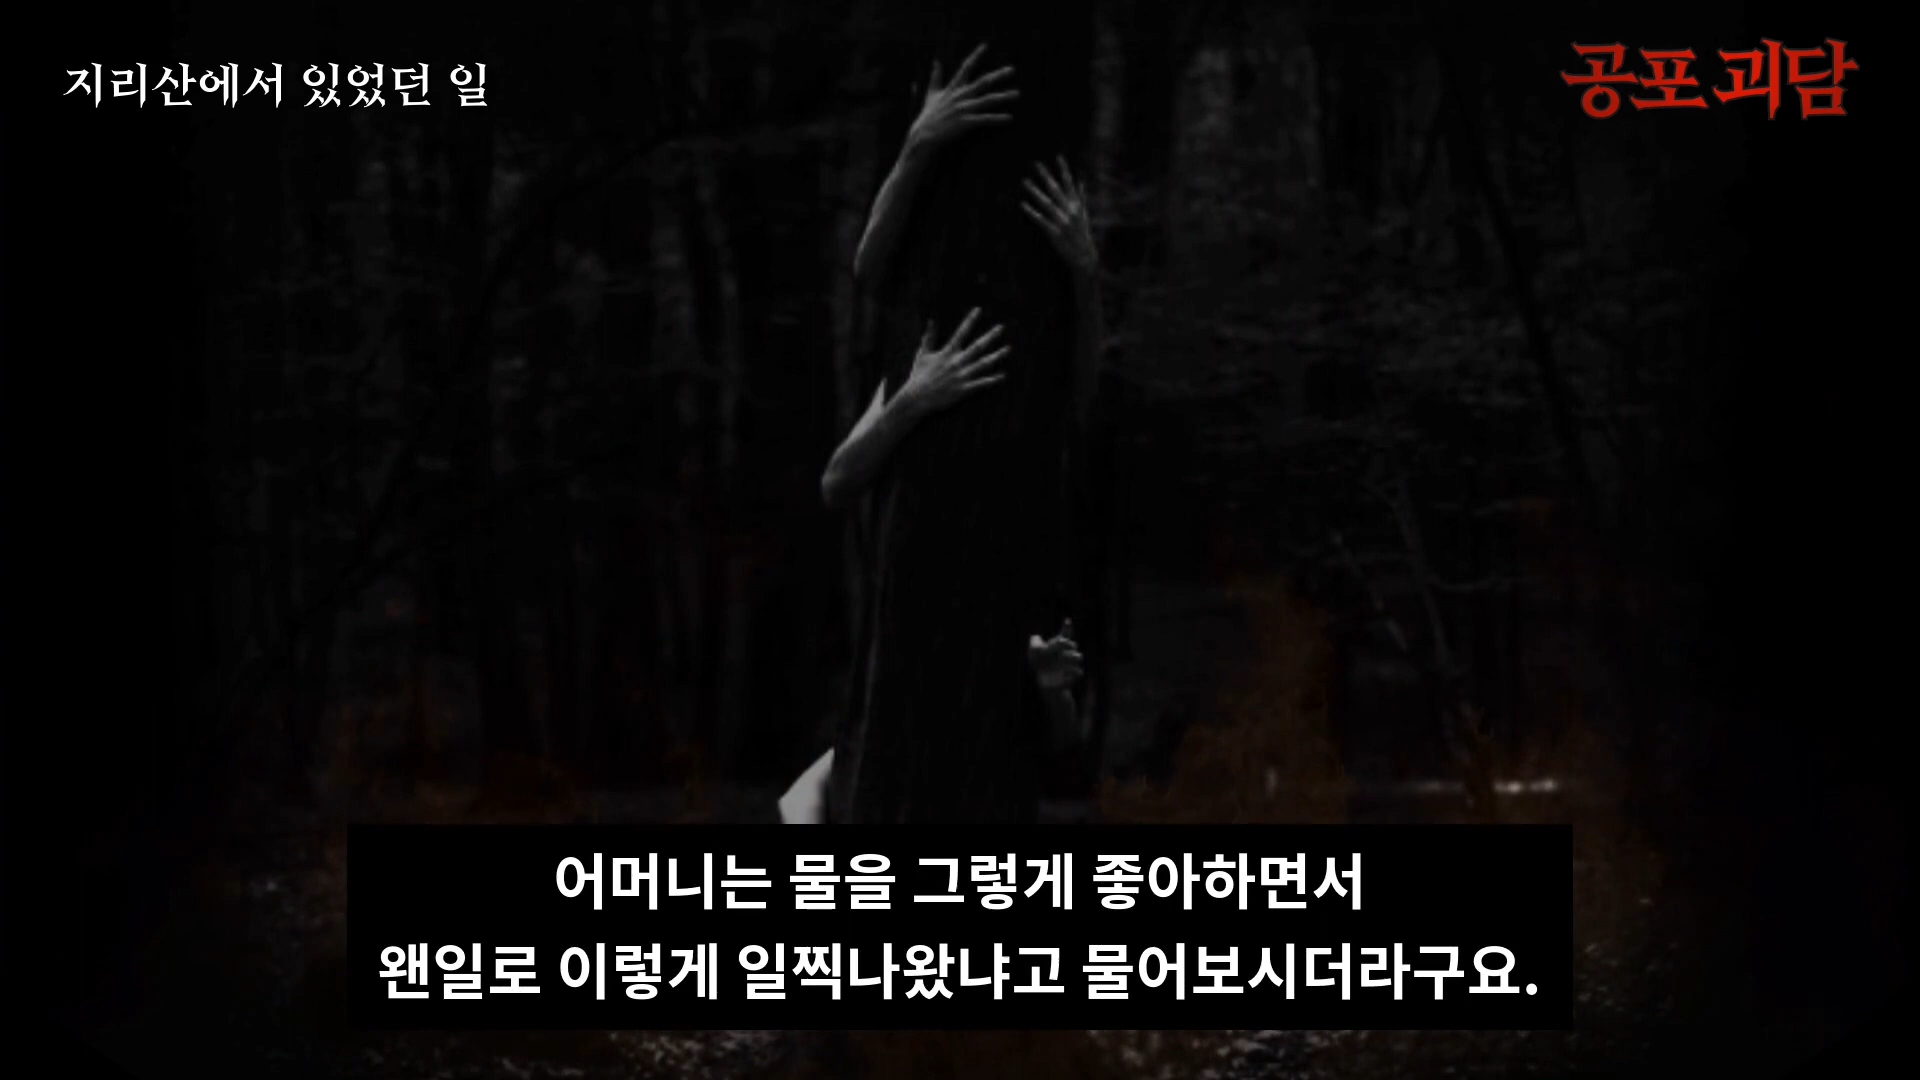 지리산에서 있었던 일
공포 괴담
어머니는 물을 그렇게 좋아하면서
왠일로 이렇게 일찍나왔냐고 물어보시더라구요.